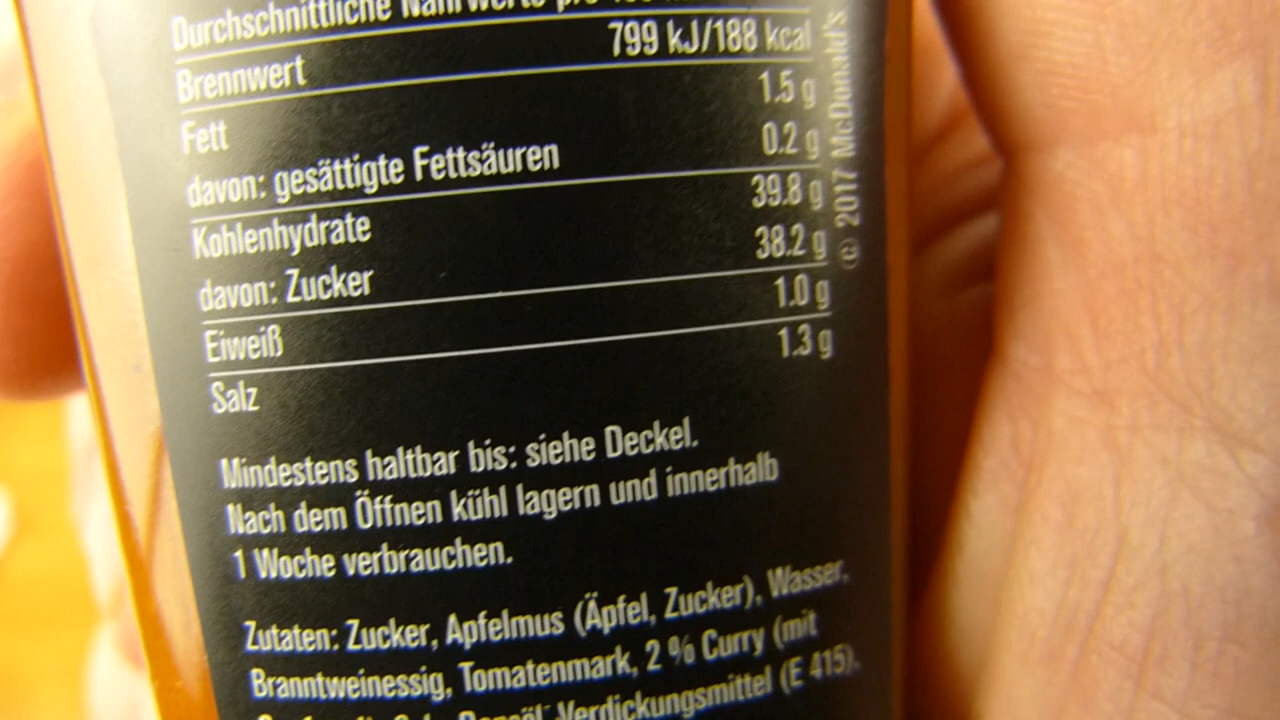 Durchschnittliche Nährwerte pro
Brennwert 799 kJ/188 kcal
Fett 1.5 g
davon: gesättigte Fettsäuren 0.2 g
Kohlenhydrate 39.8 g
davon: Zucker 38.2 g
Eiweiß 1.0 g
Salz 1.3 g
© 2017 McDonald's
Mindestens haltbar bis: siehe Deckel.
Nach dem Öffnen kühl lagern und innerhalb
1 Woche verbrauchen.
Zutaten: Zucker, Apfelmus (Äpfel, Zucker), Wasser,
Branntweinessig, Tomatenmark, 2 % Curry (mit
Rapsöl, Verdickungsmittel (E 415),